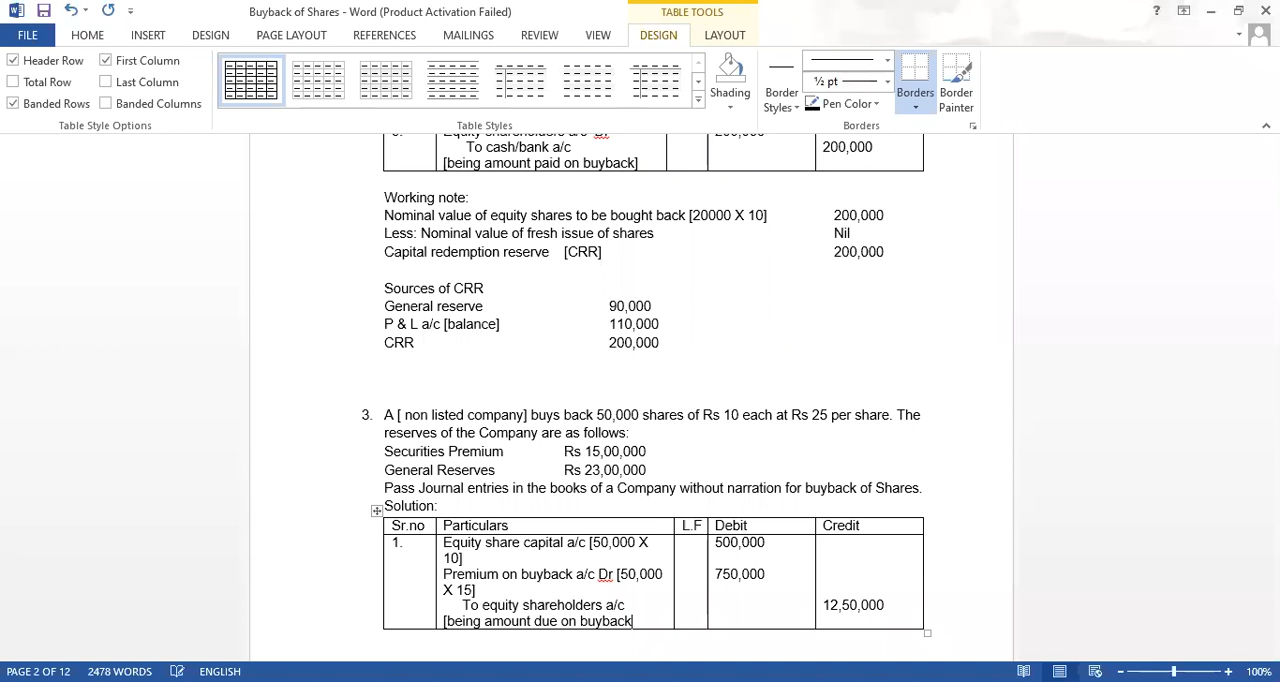 Buyback of Shares - Word (Product Activation Failed)
TABLE TOOLS
?
FILE HOME INSERT DESIGN PAGE LAYOUT REFERENCES MAILINGS REVIEW VIEW DESIGN LAYOUT
Header Row First Column
Total Row Last Column
Banded Rows Banded Columns
Table Style Options
Table Styles
Shading
Border Styles
½ pt
Pen Color
Borders
Border Painter
Borders
To cash/bank a/c 200,000
[being amount paid on buyback]
Working note:
Nominal value of equity shares to be bought back [20000 X 10] 200,000
Less: Nominal value of fresh issue of shares Nil
Capital redemption reserve [CRR] 200,000
Sources of CRR
General reserve 90,000
P & L a/c [balance] 110,000
CRR 200,000
3. A [ non listed company] buys back 50,000 shares of Rs 10 each at Rs 25 per share. The
reserves of the Company are as follows:
Securities Premium Rs 15,00,000
General Reserves Rs 23,00,000
Pass Journal entries in the books of a Company without narration for buyback of Shares.
Solution:
Sr.no Particulars L.F Debit Credit
1. Equity share capital a/c [50,000 X 500,000
10]
Premium on buyback a/c Dr [50,000 750,000
X 15]
To equity shareholders a/c 12,50,000
[being amount due on buyback]
PAGE 2 OF 12 2478 WORDS ENGLISH 100%